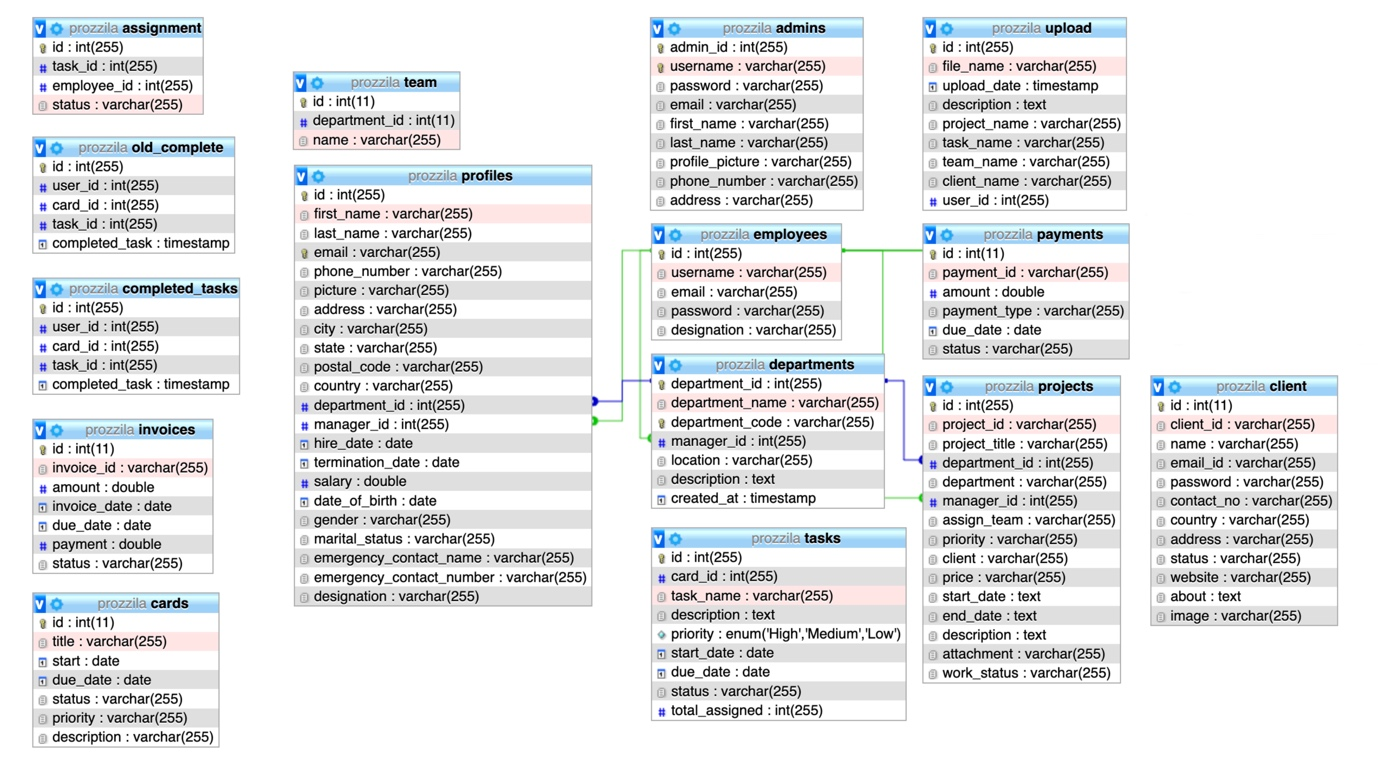 prozzila assignment
id : int(255)
task_id : int(255)
employee_id : int(255)
status : varchar(255)
prozzila old_complete
id : int(255)
user_id : int(255)
card_id : int(255)
task_id : int(255)
completed_task : timestamp
prozzila completed_tasks
id : int(255)
user_id : int(255)
card_id : int(255)
task_id : int(255)
completed_task : timestamp
prozzila invoices
id : int(11)
invoice_id : varchar(255)
amount : double
invoice_date : date
due_date : date
payment : double
status : varchar(255)
prozzila cards
id : int(11)
title : varchar(255)
start : date
due_date : date
status : varchar(255)
priority : varchar(255)
description : varchar(255)
prozzila team
id : int(11)
department_id : int(11)
name : varchar(255)
prozzila profiles
id : int(255)
first_name : varchar(255)
last_name : varchar(255)
email : varchar(255)
phone_number : varchar(255)
picture : varchar(255)
address : varchar(255)
city : varchar(255)
state : varchar(255)
postal_code : varchar(255)
country : varchar(255)
department_id : int(255)
manager_id : int(255)
hire_date : date
termination_date : date
salary : double
date_of_birth : date
gender : varchar(255)
marital_status : varchar(255)
emergency_contact_name : varchar(255)
emergency_contact_number : varchar(255)
designation : varchar(255)
prozzila admins
admin_id : int(255)
username : varchar(255)
password : varchar(255)
email : varchar(255)
first_name : varchar(255)
last_name : varchar(255)
profile_picture : varchar(255)
phone_number : varchar(255)
address : varchar(255)
prozzila employees
id : int(255)
username : varchar(255)
email : varchar(255)
password : varchar(255)
designation : varchar(255)
prozzila departments
department_id : int(255)
department_name : varchar(255)
department_code : varchar(255)
manager_id : int(255)
location : varchar(255)
description : text
created_at : timestamp
prozzila tasks
id : int(255)
card_id : int(255)
task_name : varchar(255)
description : text
priority : enum('High','Medium','Low')
start_date : date
due_date : date
status : varchar(255)
total_assigned : int(255)
prozzila upload
id : int(255)
file_name : varchar(255)
upload_date : timestamp
description : text
project_name : varchar(255)
task_name : varchar(255)
team_name : varchar(255)
client_name : varchar(255)
user_id : int(255)
prozzila payments
id : int(11)
payment_id : varchar(255)
amount : double
payment_type : varchar(255)
due_date : date
status : varchar(255)
prozzila projects
id : int(255)
project_id : varchar(255)
project_title : varchar(255)
department_id : int(255)
department : varchar(255)
manager_id : int(255)
assign_team : varchar(255)
priority : varchar(255)
client : varchar(255)
price : varchar(255)
start_date : text
end_date : text
description : text
attachment : varchar(255)
work_status : varchar(255)
prozzila client
id : int(11)
client_id : varchar(255)
name : varchar(255)
email_id : varchar(255)
password : varchar(255)
contact_no : varchar(255)
country : varchar(255)
address : varchar(255)
status : varchar(255)
website : varchar(255)
about : text
image : varchar(255)